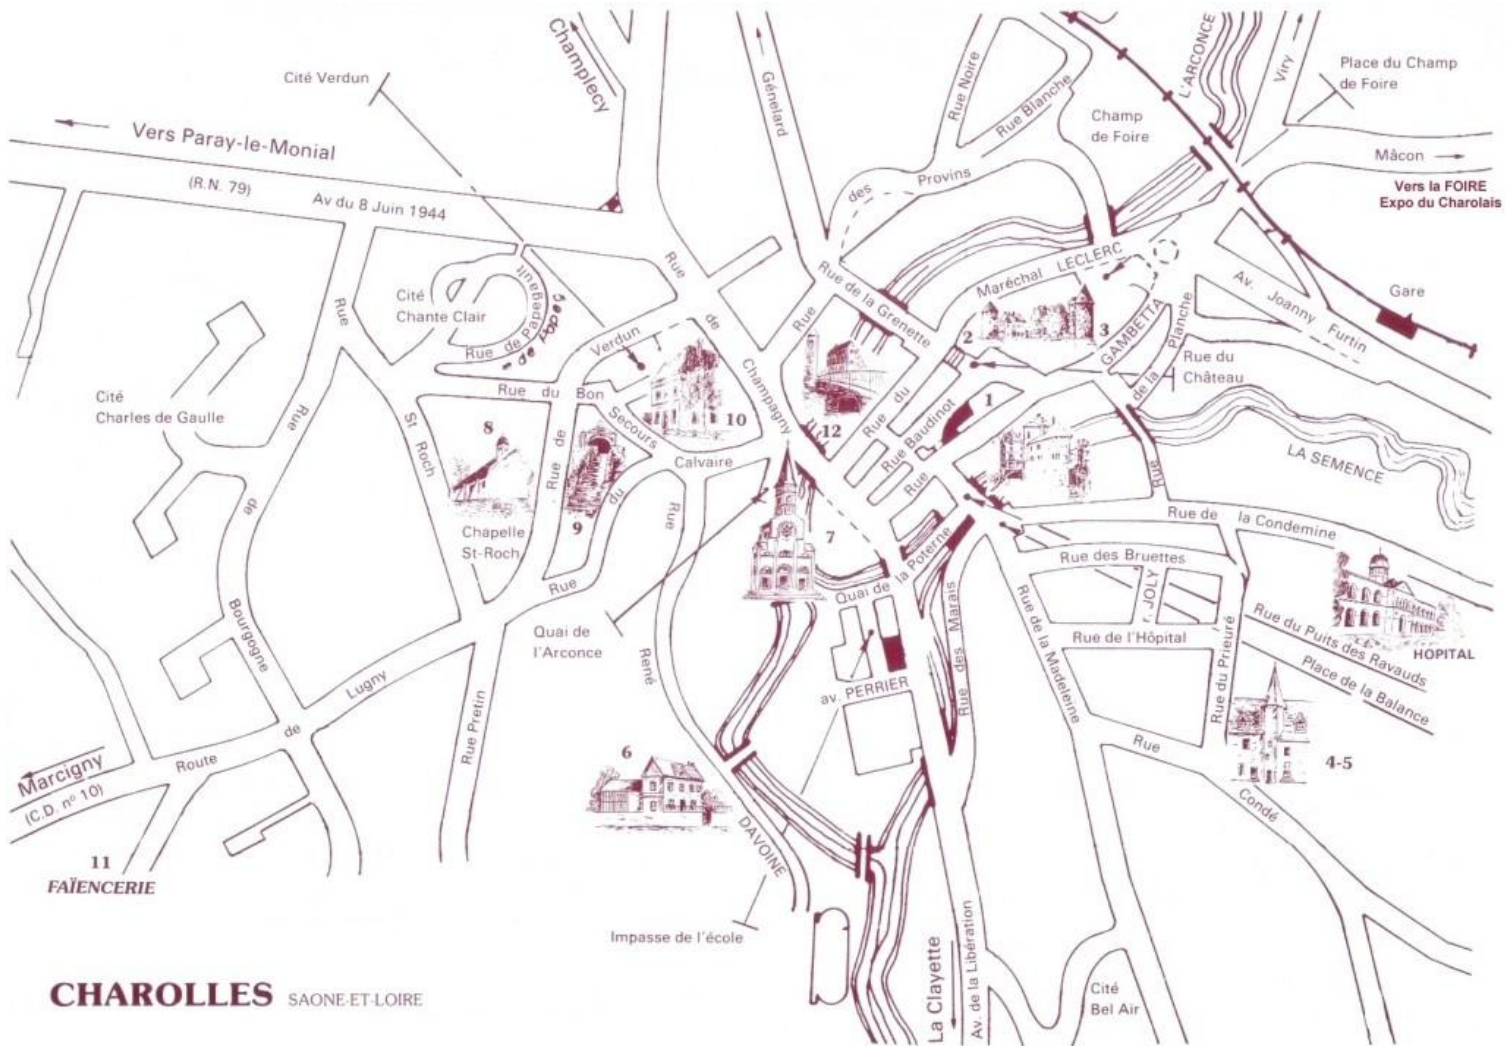 Champlecy
Cité Verdun
Génelard
Rue Noire
Rue Blanche
L'ARCONCE
Viry
Place du Champ
de Foire
Champ
de Foire
Mâcon
Vers la FOIRE
Expo du Charolais
Vers Paray-le-Monial
(R.N. 79)
Av du 8 Juin 1944
des Provins
Rue de la Grenette
Maréchal LECLERC
Av. Joanny Furtin
Gare
Cité
Chante Clair
Rue de Papegault
Rue
Rue de Champagny
Verdun
Rue
2
3
GAMBETTA
Rue de la Planche
Rue du
Château
Cité
Charles de Gaulle
Rue du Bon Secours
10
12
Rue du
Rue Baudinot
1
Rue
LA SEMENCE
Rue St Roch
8
Chapelle
St-Roch
Rue de
9
Rue du Calvaire
7
Rue de la Condemine
Rue des Bruettes
r. JOLY
Rue de l'Hôpital
HOPITAL
Rue du Puits des Ravauds
Place de la Balance
Rue du Prieuré
Quai de la Poterne
Rue des Marais
Rue de la Madeleine
Quai de
l'Arconce
av. PERRIER
Rue de Bourgogne
Route de Lugny
Rue Pretin
Rue René DAVOINE
6
4-5
Rue Condé
Marcigny
(C.D. nº 10)
11
FAÏENCERIE
Impasse de l'école
La Clayette
Av. de la Libération
Cité
Bel Air
CHAROLLES SAONE-ET-LOIRE